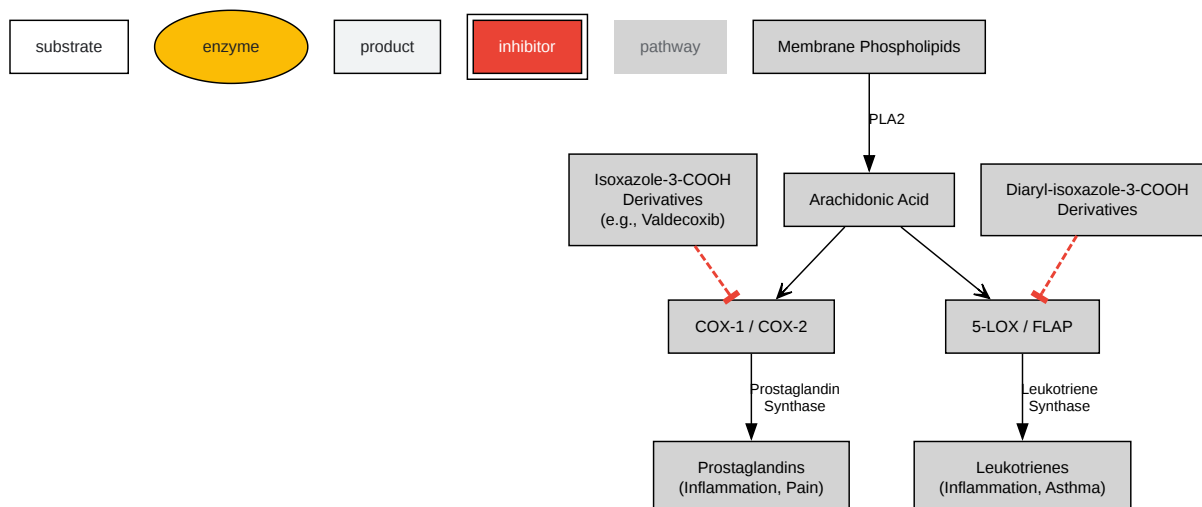 substrate
enzyme
product
inhibitor
pathway
Membrane Phospholipids
PLA2
Isoxazole-3-COOH
Derivatives
(e.g., Valdecoxib)
Arachidonic Acid
Diaryl-isoxazole-3-COOH
Derivatives
COX-1 / COX-2
5-LOX / FLAP
Prostaglandin
Synthase
Leukotriene
Synthase
Prostaglandins
(Inflammation, Pain)
Leukotrienes
(Inflammation, Asthma)